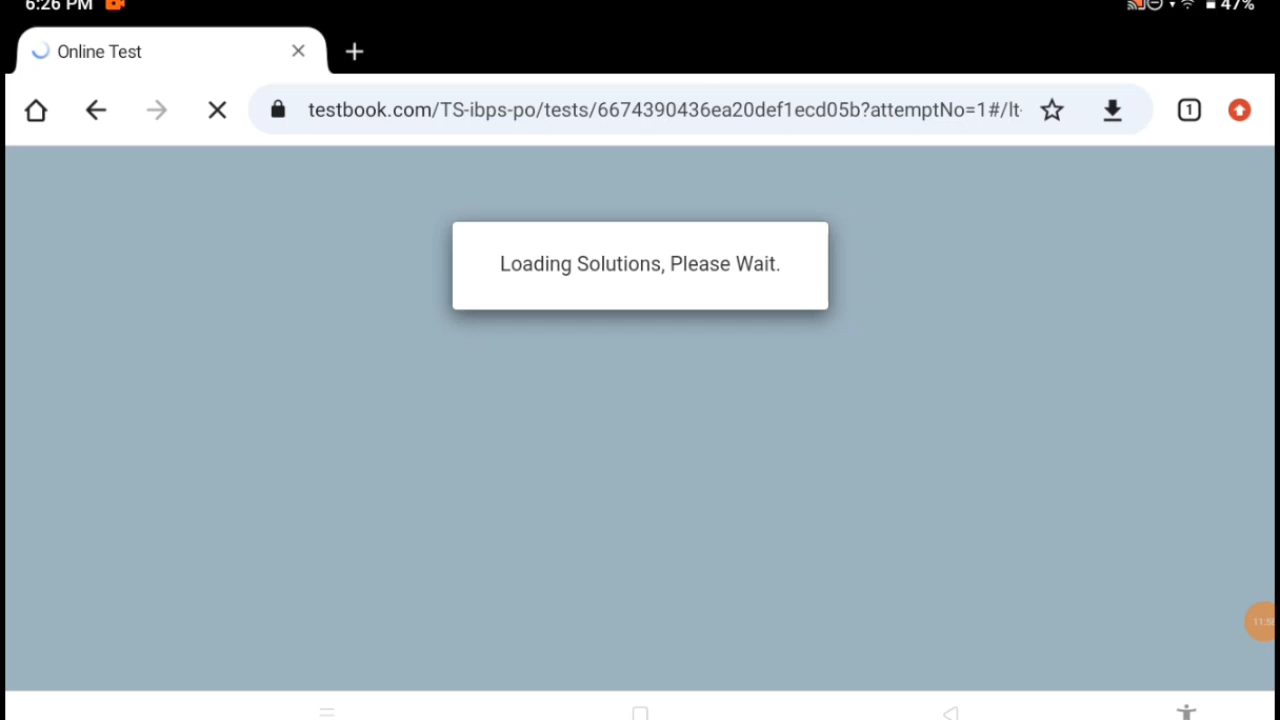 6:26 PM
47%
Online Test
1
testbook.com/TS-ibps-po/tests/6674390436ea20def1ecd05b?attemptNo=1#/lt
Loading Solutions, Please Wait.